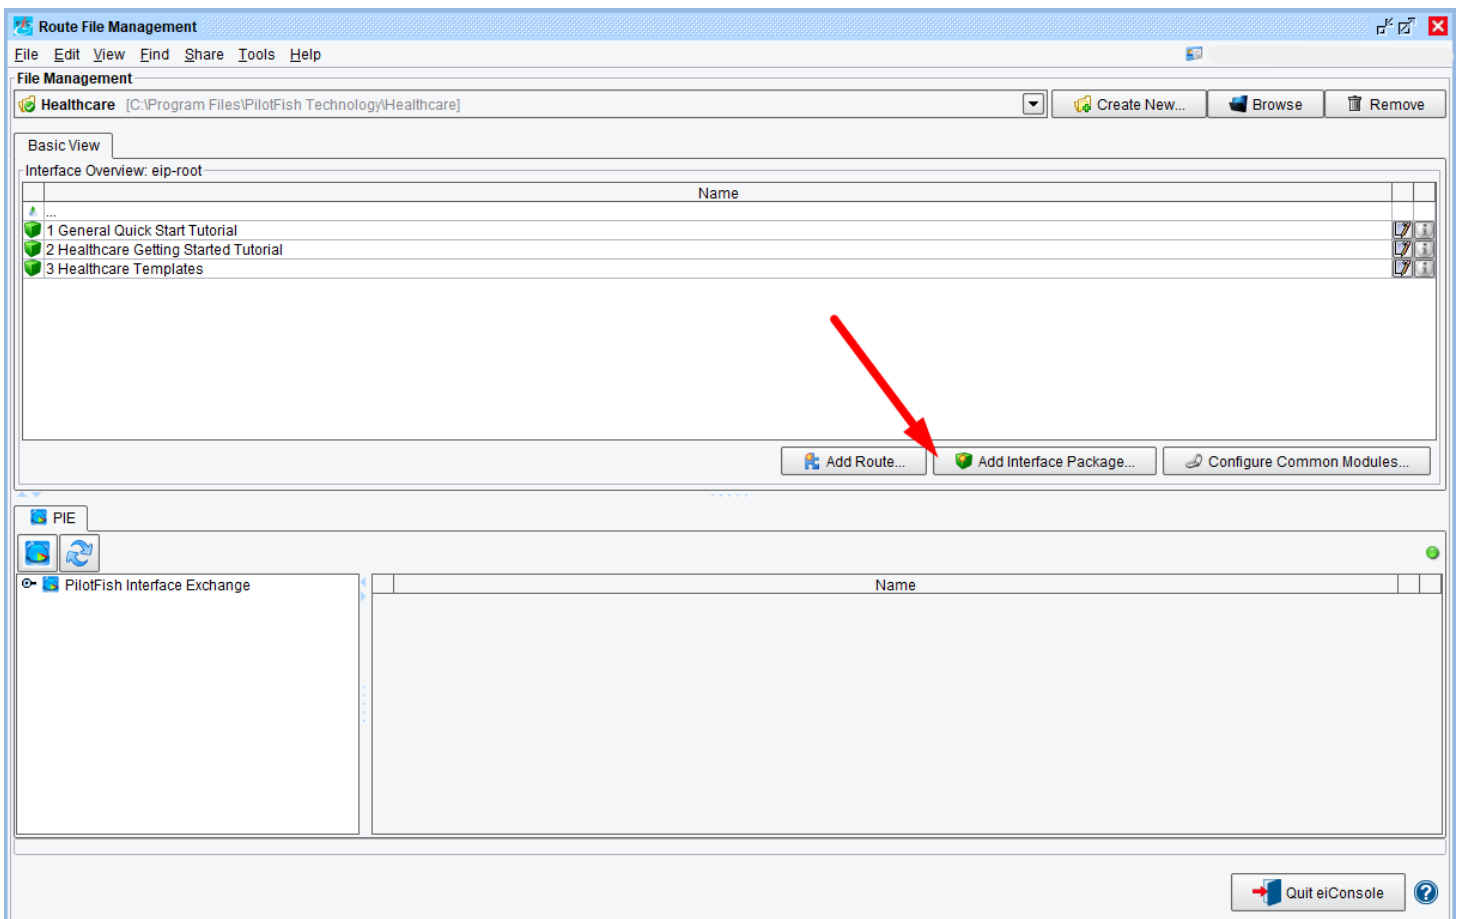 Route File Management
File Edit View Find Share Tools Help
File Management
Healthcare [C:\Program Files\PilotFish Technology\Healthcare] Create New... Browse Remove
Basic View
Interface Overview: eip-root
Name
...
1 General Quick Start Tutorial
2 Healthcare Getting Started Tutorial
3 Healthcare Templates
Add Route... Add Interface Package... Configure Common Modules...
PIE
PilotFish Interface Exchange Name
Quit eiConsole ?